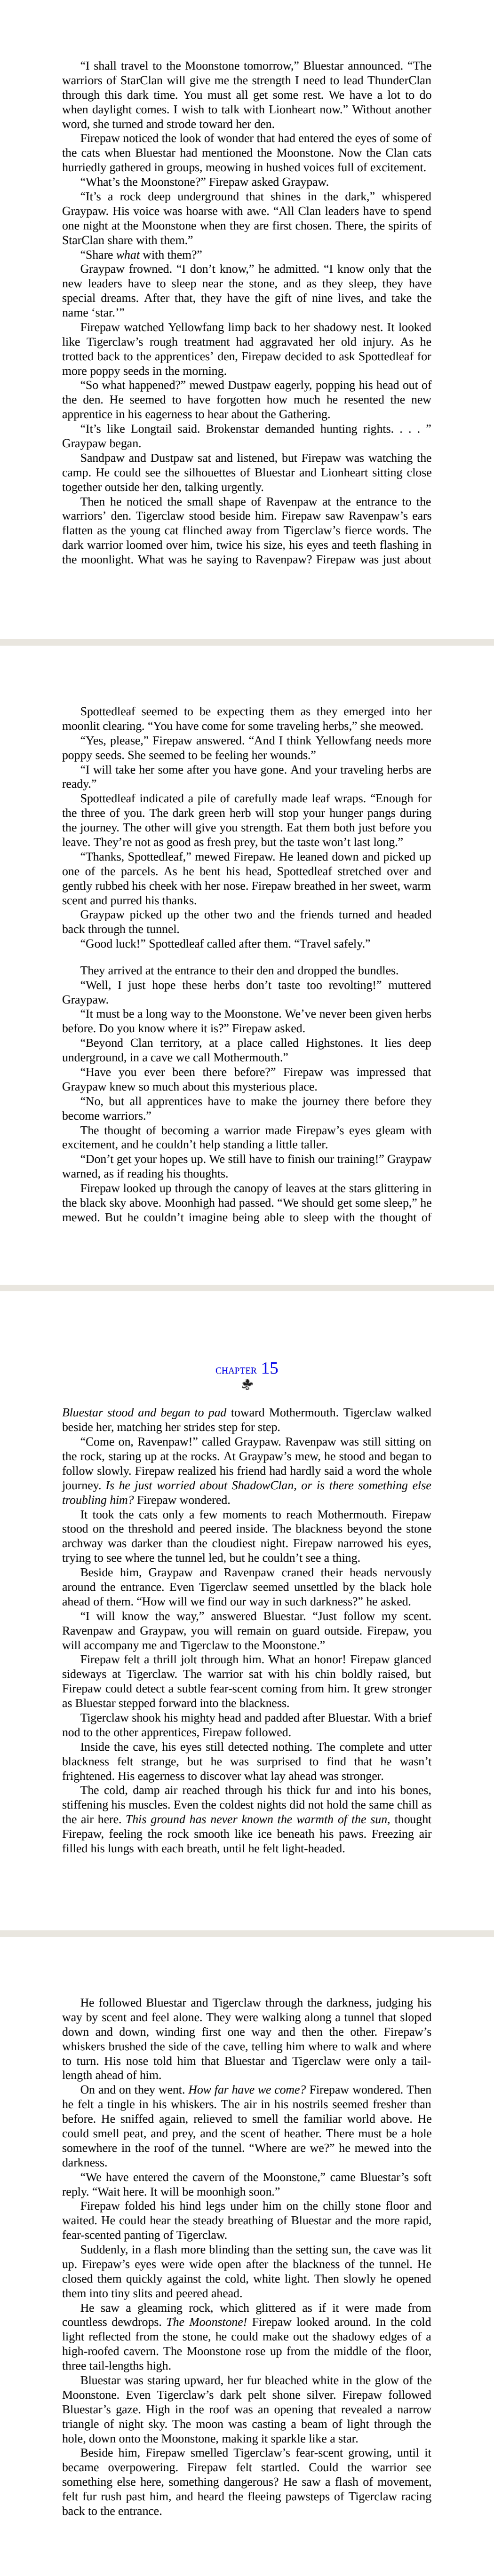 “I shall travel to the Moonstone tomorrow,” Bluestar announced. “The
warriors of StarClan will give me the strength I need to lead ThunderClan
through this dark time. You must all get some rest. We have a lot to do
when daylight comes. I wish to talk with Lionheart now.” Without another
word, she turned and strode toward her den.
Firepaw noticed the look of wonder that had entered the eyes of some of
the cats when Bluestar had mentioned the Moonstone. Now the Clan cats
hurriedly gathered in groups, meowing in hushed voices full of excitement.
“What’s the Moonstone?” Firepaw asked Graypaw.
“It’s a rock deep underground that shines in the dark,” whispered
Graypaw. His voice was hoarse with awe. “All Clan leaders have to spend
one night at the Moonstone when they are first chosen. There, the spirits of
StarClan share with them.”
“Share what with them?”
Graypaw frowned. “I don’t know,” he admitted. “I know only that the
new leaders have to sleep near the stone, and as they sleep, they have
special dreams. After that, they have the gift of nine lives, and take the
name ‘star.’”
Firepaw watched Yellowfang limp back to her shadowy nest. It looked
like Tigerclaw’s rough treatment had aggravated her old injury. As he
trotted back to the apprentices’ den, Firepaw decided to ask Spottedleaf for
more poppy seeds in the morning.
“So what happened?” mewed Dustpaw eagerly, popping his head out of
the den. He seemed to have forgotten how much he resented the new
apprentice in his eagerness to hear about the Gathering.
“It’s like Longtail said. Brokenstar demanded hunting rights. . . . ”
Graypaw began.
Sandpaw and Dustpaw sat and listened, but Firepaw was watching the
camp. He could see the silhouettes of Bluestar and Lionheart sitting close
together outside her den, talking urgently.
Then he noticed the small shape of Ravenpaw at the entrance to the
warriors’ den. Tigerclaw stood beside him. Firepaw saw Ravenpaw’s ears
flatten as the young cat flinched away from Tigerclaw’s fierce words. The
dark warrior loomed over him, twice his size, his eyes and teeth flashing in
the moonlight. What was he saying to Ravenpaw? Firepaw was just about
Spottedleaf seemed to be expecting them as they emerged into her
moonlit clearing. “You have come for some traveling herbs,” she meowed.
“Yes, please,” Firepaw answered. “And I think Yellowfang needs more
poppy seeds. She seemed to be feeling her wounds.”
“I will take her some after you have gone. And your traveling herbs are
ready.”
Spottedleaf indicated a pile of carefully made leaf wraps. “Enough for
the three of you. The dark green herb will stop your hunger pangs during
the journey. The other will give you strength. Eat them both just before you
leave. They’re not as good as fresh prey, but the taste won’t last long.”
“Thanks, Spottedleaf,” mewed Firepaw. He leaned down and picked up
one of the parcels. As he bent his head, Spottedleaf stretched over and
gently rubbed his cheek with her nose. Firepaw breathed in her sweet, warm
scent and purred his thanks.
Graypaw picked up the other two and the friends turned and headed
back through the tunnel.
“Good luck!” Spottedleaf called after them. “Travel safely.”
They arrived at the entrance to their den and dropped the bundles.
“Well, I just hope these herbs don’t taste too revolting!” muttered
Graypaw.
“It must be a long way to the Moonstone. We’ve never been given herbs
before. Do you know where it is?” Firepaw asked.
“Beyond Clan territory, at a place called Highstones. It lies deep
underground, in a cave we call Mothermouth.”
“Have you ever been there before?” Firepaw was impressed that
Graypaw knew so much about this mysterious place.
“No, but all apprentices have to make the journey there before they
become warriors.”
The thought of becoming a warrior made Firepaw’s eyes gleam with
excitement, and he couldn’t help standing a little taller.
“Don’t get your hopes up. We still have to finish our training!” Graypaw
warned, as if reading his thoughts.
Firepaw looked up through the canopy of leaves at the stars glittering in
the black sky above. Moonhigh had passed. “We should get some sleep,” he
mewed. But he couldn’t imagine being able to sleep with the thought of
CHAPTER 15
Bluestar stood and began to pad toward Mothermouth. Tigerclaw walked
beside her, matching her strides step for step.
“Come on, Ravenpaw!” called Graypaw. Ravenpaw was still sitting on
the rock, staring up at the rocks. At Graypaw’s mew, he stood and began to
follow slowly. Firepaw realized his friend had hardly said a word the whole
journey. Is he just worried about ShadowClan, or is there something else
troubling him? Firepaw wondered.
It took the cats only a few moments to reach Mothermouth. Firepaw
stood on the threshold and peered inside. The blackness beyond the stone
archway was darker than the cloudiest night. Firepaw narrowed his eyes,
trying to see where the tunnel led, but he couldn’t see a thing.
Beside him, Graypaw and Ravenpaw craned their heads nervously
around the entrance. Even Tigerclaw seemed unsettled by the black hole
ahead of them. “How will we find our way in such darkness?” he asked.
“I will know the way,” answered Bluestar. “Just follow my scent.
Ravenpaw and Graypaw, you will remain on guard outside. Firepaw, you
will accompany me and Tigerclaw to the Moonstone.”
Firepaw felt a thrill jolt through him. What an honor! Firepaw glanced
sideways at Tigerclaw. The warrior sat with his chin boldly raised, but
Firepaw could detect a subtle fear-scent coming from him. It grew stronger
as Bluestar stepped forward into the blackness.
Tigerclaw shook his mighty head and padded after Bluestar. With a brief
nod to the other apprentices, Firepaw followed.
Inside the cave, his eyes still detected nothing. The complete and utter
blackness felt strange, but he was surprised to find that he wasn’t
frightened. His eagerness to discover what lay ahead was stronger.
The cold, damp air reached through his thick fur and into his bones,
stiffening his muscles. Even the coldest nights did not hold the same chill as
the air here. This ground has never known the warmth of the sun, thought
Firepaw, feeling the rock smooth like ice beneath his paws. Freezing air
filled his lungs with each breath, until he felt light-headed.
He followed Bluestar and Tigerclaw through the darkness, judging his
way by scent and feel alone. They were walking along a tunnel that sloped
down and down, winding first one way and then the other. Firepaw’s
whiskers brushed the side of the cave, telling him where to walk and where
to turn. His nose told him that Bluestar and Tigerclaw were only a tail-
length ahead of him.
On and on they went. How far have we come? Firepaw wondered. Then
he felt a tingle in his whiskers. The air in his nostrils seemed fresher than
before. He sniffed again, relieved to smell the familiar world above. He
could smell peat, and prey, and the scent of heather. There must be a hole
somewhere in the roof of the tunnel. “Where are we?” he mewed into the
darkness.
“We have entered the cavern of the Moonstone,” came Bluestar’s soft
reply. “Wait here. It will be moonhigh soon.”
Firepaw folded his hind legs under him on the chilly stone floor and
waited. He could hear the steady breathing of Bluestar and the more rapid,
fear-scented panting of Tigerclaw.
Suddenly, in a flash more blinding than the setting sun, the cave was lit
up. Firepaw’s eyes were wide open after the blackness of the tunnel. He
closed them quickly against the cold, white light. Then slowly he opened
them into tiny slits and peered ahead.
He saw a gleaming rock, which glittered as if it were made from
countless dewdrops. The Moonstone! Firepaw looked around. In the cold
light reflected from the stone, he could make out the shadowy edges of a
high-roofed cavern. The Moonstone rose up from the middle of the floor,
three tail-lengths high.
Bluestar was staring upward, her fur bleached white in the glow of the
Moonstone. Even Tigerclaw’s dark pelt shone silver. Firepaw followed
Bluestar’s gaze. High in the roof was an opening that revealed a narrow
triangle of night sky. The moon was casting a beam of light through the
hole, down onto the Moonstone, making it sparkle like a star.
Beside him, Firepaw smelled Tigerclaw’s fear-scent growing, until it
became overpowering. Firepaw felt startled. Could the warrior see
something else here, something dangerous? He saw a flash of movement,
felt fur rush past him, and heard the fleeing pawsteps of Tigerclaw racing
back to the entrance.